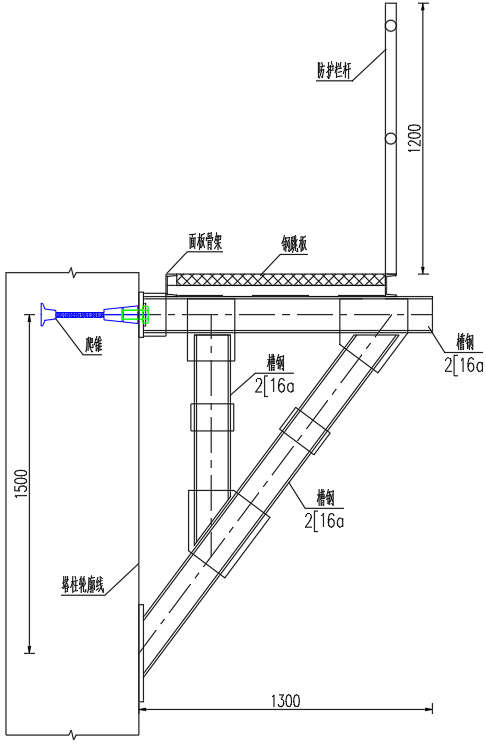 防护栏杆
1200
面板骨架
钢跳板
爬锥
槽钢
2[16a
槽钢
2[16a
1500
槽钢
2[16a
塔柱轮廓线
1300